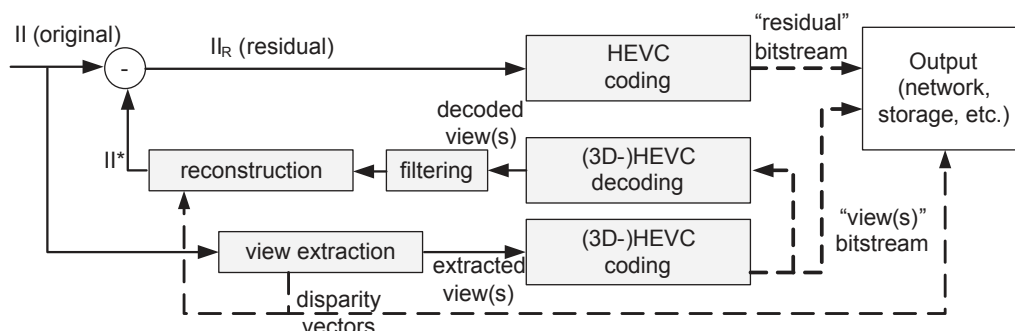 II (original)
IIR (residual)
HEVC
coding
“residual”
bitstream
Output
(network,
storage, etc.)
II*
reconstruction
filtering
decoded
view(s)
(3D-)HEVC
decoding
view extraction
extracted
view(s)
(3D-)HEVC
coding
“view(s)”
bitstream
disparity
vectors